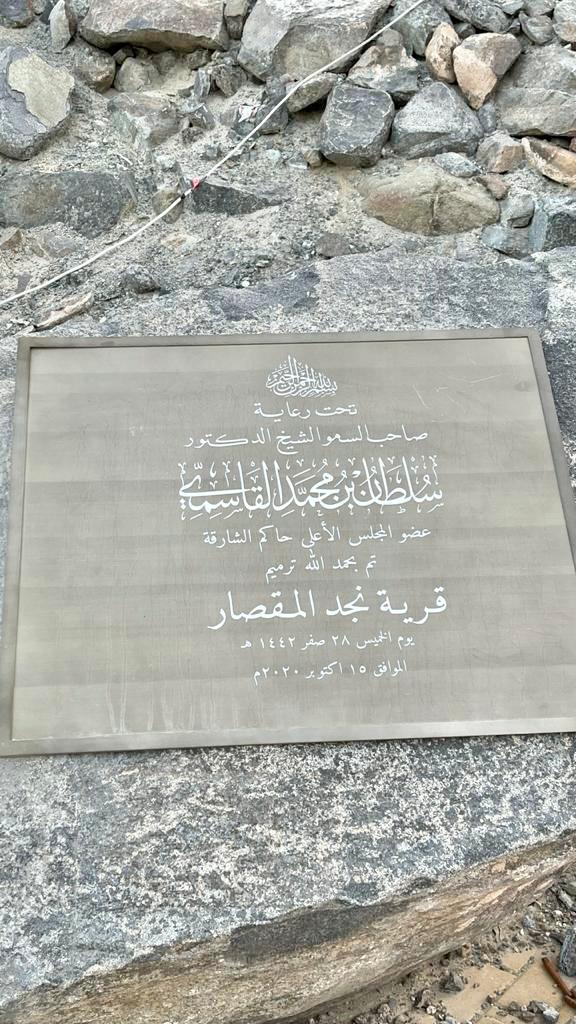 بسم الله الرحمن الرحيم
تحت رعاية
صاحب السمو الشيخ الدكتور
سُلطان بن محمد القاسمي
عضو المجلس الأعلى حاكم الشارقة
تم بحمد الله ترميم
قرية نجد المقصار
يوم الخميس ٢٨ صفر ١٤٤٢ هـ
الموافق ١٥ اكتوبر ٢٠٢٠م